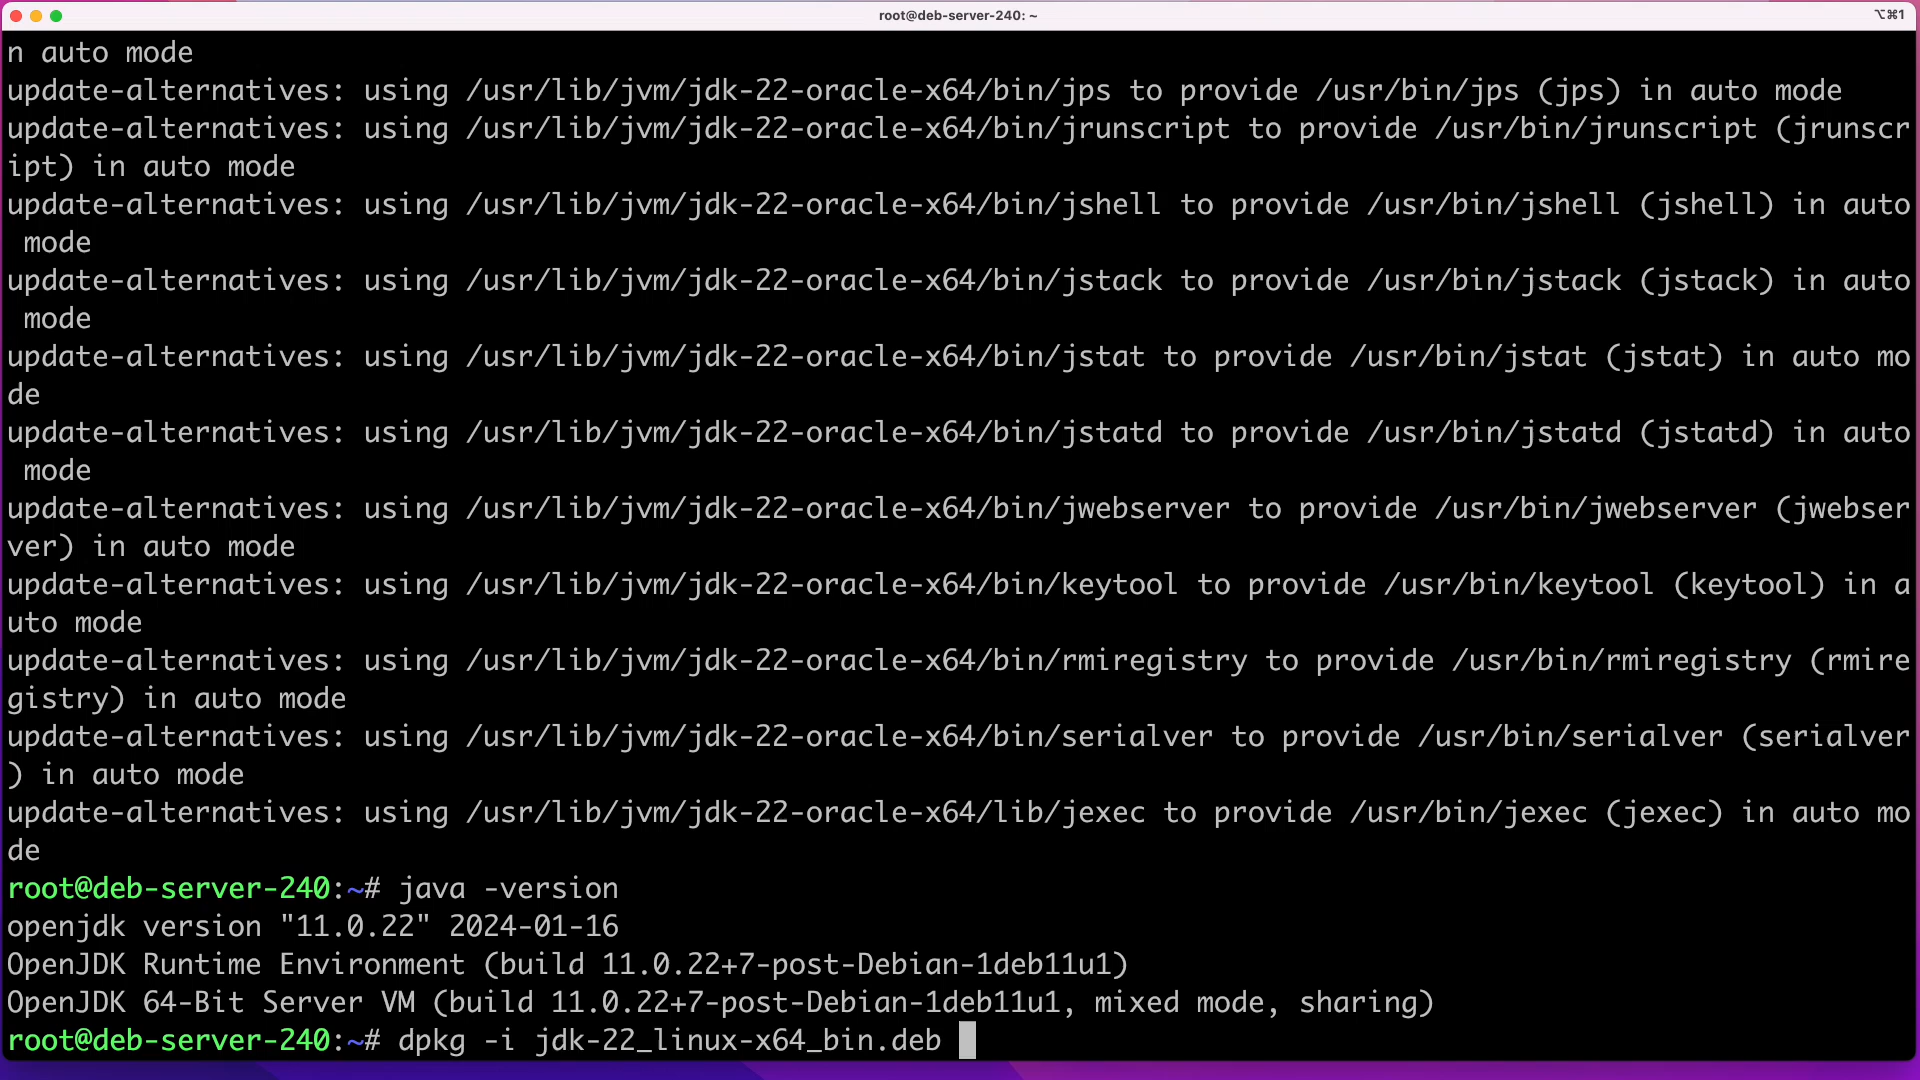 root@deb-server-240: ~
⌥⌘1
n auto mode
update-alternatives: using /usr/lib/jvm/jdk-22-oracle-x64/bin/jps to provide /usr/bin/jps (jps) in auto mode
update-alternatives: using /usr/lib/jvm/jdk-22-oracle-x64/bin/jrunscript to provide /usr/bin/jrunscript (jrunscr
ipt) in auto mode
update-alternatives: using /usr/lib/jvm/jdk-22-oracle-x64/bin/jshell to provide /usr/bin/jshell (jshell) in auto
 mode
update-alternatives: using /usr/lib/jvm/jdk-22-oracle-x64/bin/jstack to provide /usr/bin/jstack (jstack) in auto
 mode
update-alternatives: using /usr/lib/jvm/jdk-22-oracle-x64/bin/jstat to provide /usr/bin/jstat (jstat) in auto mo
de
update-alternatives: using /usr/lib/jvm/jdk-22-oracle-x64/bin/jstatd to provide /usr/bin/jstatd (jstatd) in auto
 mode
update-alternatives: using /usr/lib/jvm/jdk-22-oracle-x64/bin/jwebserver to provide /usr/bin/jwebserver (jwebser
ver) in auto mode
update-alternatives: using /usr/lib/jvm/jdk-22-oracle-x64/bin/keytool to provide /usr/bin/keytool (keytool) in a
uto mode
update-alternatives: using /usr/lib/jvm/jdk-22-oracle-x64/bin/rmiregistry to provide /usr/bin/rmiregistry (rmire
gistry) in auto mode
update-alternatives: using /usr/lib/jvm/jdk-22-oracle-x64/bin/serialver to provide /usr/bin/serialver (serialver
) in auto mode
update-alternatives: using /usr/lib/jvm/jdk-22-oracle-x64/lib/jexec to provide /usr/bin/jexec (jexec) in auto mo
de
root@deb-server-240:~# java -version
openjdk version "11.0.22" 2024-01-16
OpenJDK Runtime Environment (build 11.0.22+7-post-Debian-1deb11u1)
OpenJDK 64-Bit Server VM (build 11.0.22+7-post-Debian-1deb11u1, mixed mode, sharing)
root@deb-server-240:~# dpkg -i jdk-22_linux-x64_bin.deb